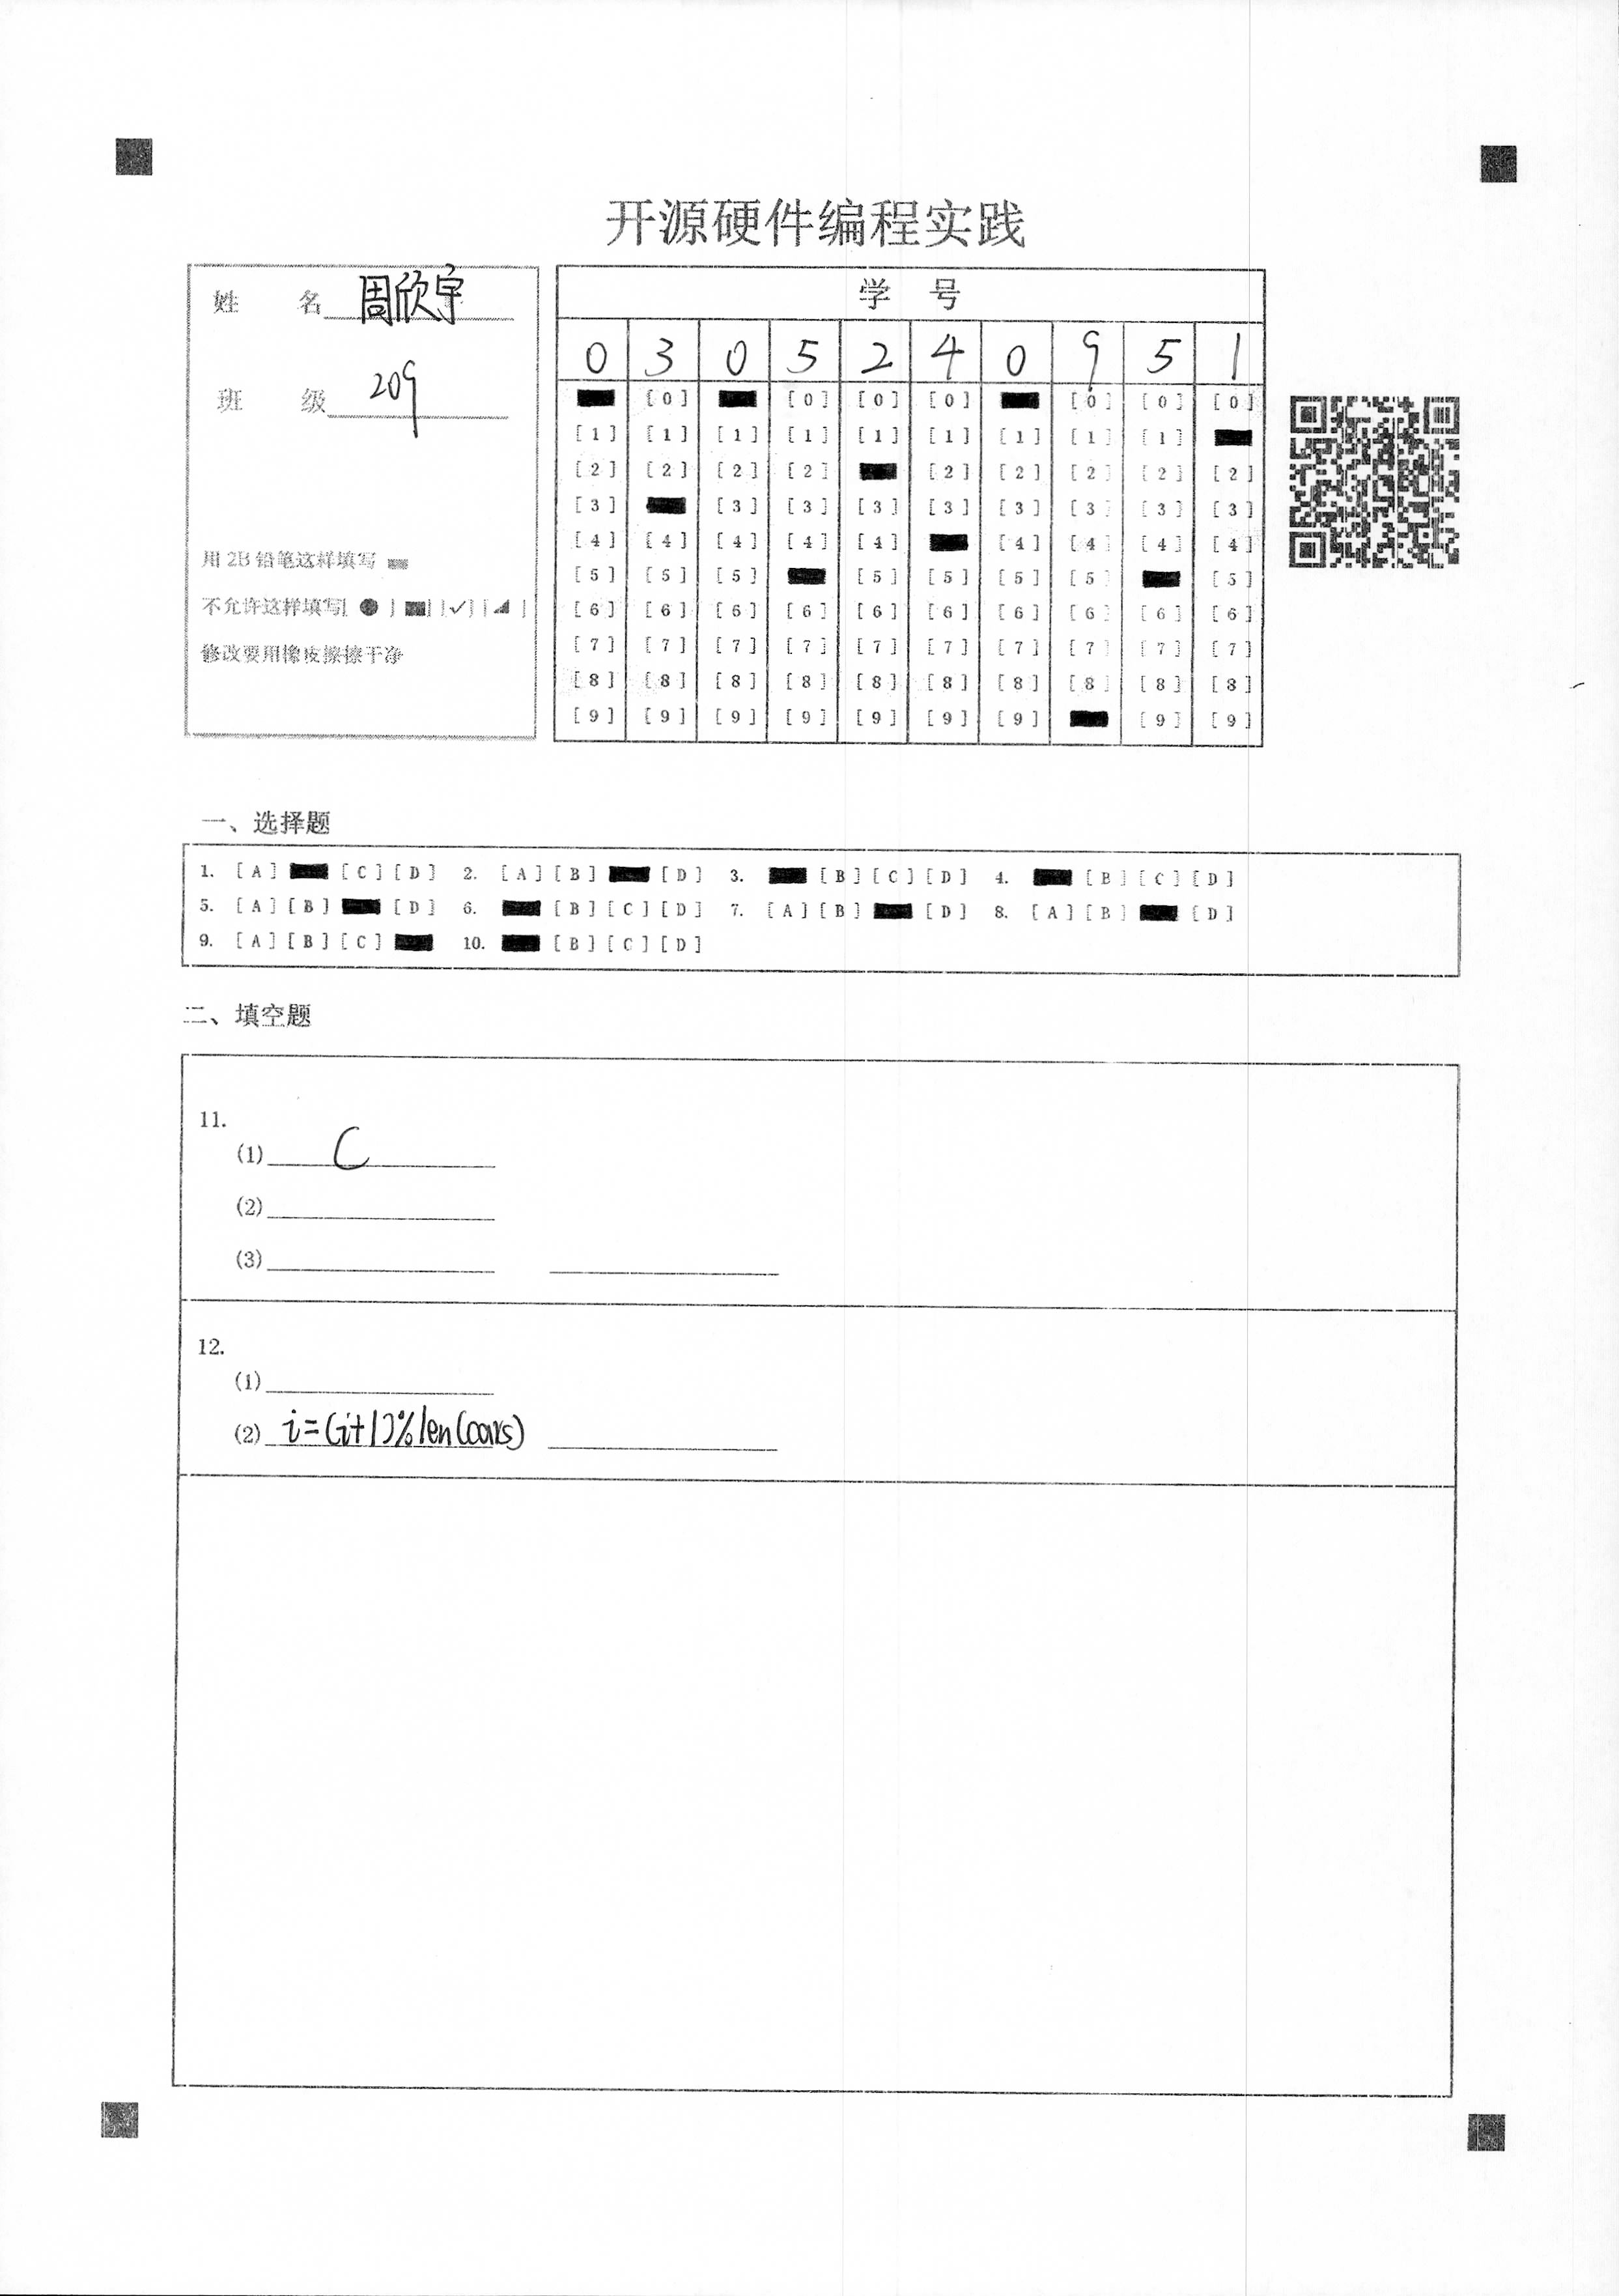 开源硬件编程实践
姓 名 周欣宇
班 级 209
用 2B 铅笔这样填写
不允许这样填写[ ● ] [■] [✓] [◢ ]
修改要用橡皮擦擦干净
学 号
0 3 0 5 2 4 0 9 5 1
[0] [0] [0] [0] [0] [0] [0]
[1] [1] [1] [1] [1] [1] [1] [1] [1]
[2] [2] [2] [2] [2] [2] [2] [2] [2]
[3] [3] [3] [3] [3] [3] [3] [3] [3]
[4] [4] [4] [4] [4] [4] [4] [4] [4]
[5] [5] [5] [5] [5] [5] [5] [5]
[6] [6] [6] [6] [6] [6] [6] [6] [6] [6]
[7] [7] [7] [7] [7] [7] [7] [7] [7] [7]
[8] [8] [8] [8] [8] [8] [8] [8] [8] [8]
[9] [9] [9] [9] [9] [9] [9] [9] [9]
一、选择题
1. [A] [C] [D] 2. [A] [B] [D] 3. [B] [C] [D] 4. [B] [C] [D]
5. [A] [B] [D] 6. [B] [C] [D] 7. [A] [B] [D] 8. [A] [B] [D]
9. [A] [B] [C] 10. [B] [C] [D]
二、填空题
11.
(1) C
(2)
(3)
12.
(1)
(2) i=(i+1)%len(